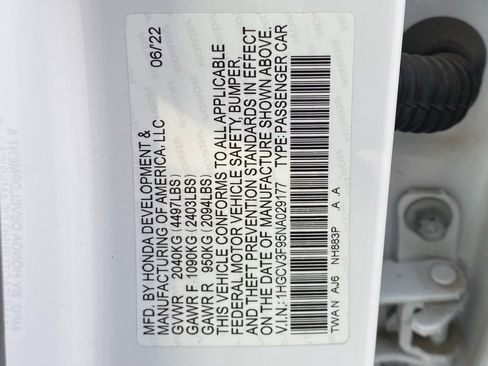 MFD. BY HONDA DEVELOPMENT & 06/22
MANUFACTURING OF AMERICA, LLC
GVWR 2040KG (4497LBS)
GAWR F 1090KG (2403LBS)
GAWR R 950KG (2094LBS)
THIS VEHICLE CONFORMS TO ALL APPLICABLE
FEDERAL MOTOR VEHICLE SAFETY, BUMPER,
AND THEFT PREVENTION STANDARDS IN EFFECT
ON THE DATE OF MANUFACTURE SHOWN ABOVE.
V.I.N.: 1HGCV3F95NA029177 TYPE: PASSENGER CAR
TWA N AJ6 NH883P A A